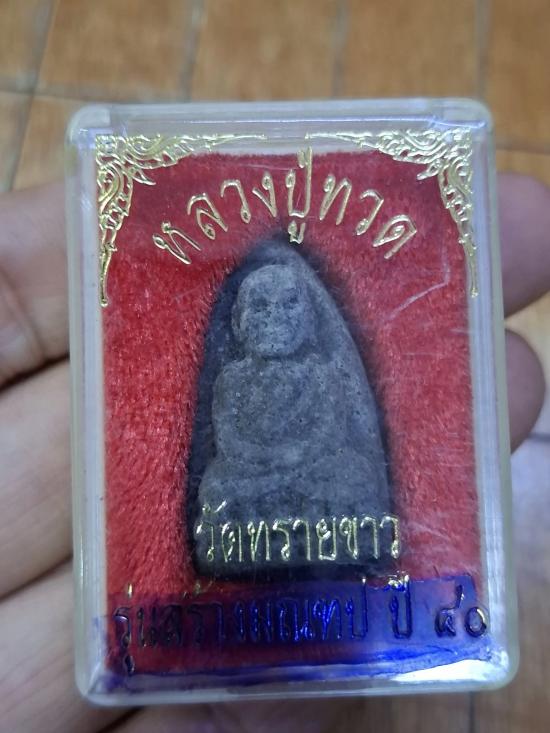 หลวงปู่ทวด
วัดทรายขาว
รุ่นสร้างมณฑป ปี ๔๐